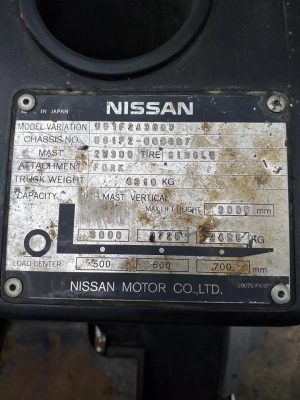 IN JAPAN
NISSAN
MODEL VARIATION
CHASSIS NO.
MAST 2W300 TIRE SINGLE
ATTACHMENT FORK
TRUCK WEIGHT 4310 KG
CAPACITY MAST VERTICAL
MAX LIFT HEIGHT 3000 mm
3000 KG
LOAD CENTER 500 600 700 mm
NISSAN MOTOR CO.,LTD.